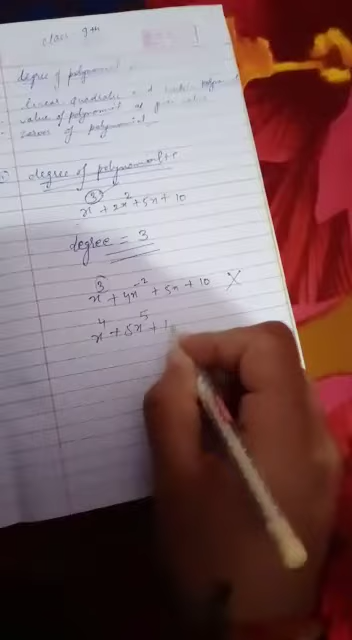 class 9th
degree of polynomial
linear, quadratic and cubic polynomial
value of polynomial at given value
zeroes of polynomial
degree of polynomial :-
x³ + 2x² + 5x + 10
degree = 3
x³ + 4x⁻² + 5x + 10 X
x⁴ + 5x⁵ + 1